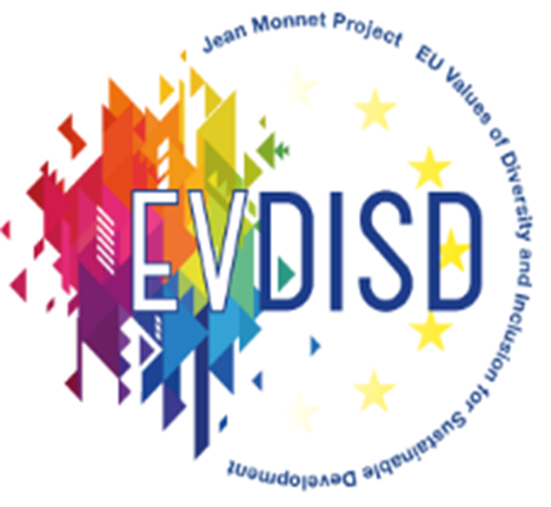 Jean Monnet Project EU Values of Diversity and Inclusion for Sustainable Development
EVDISD